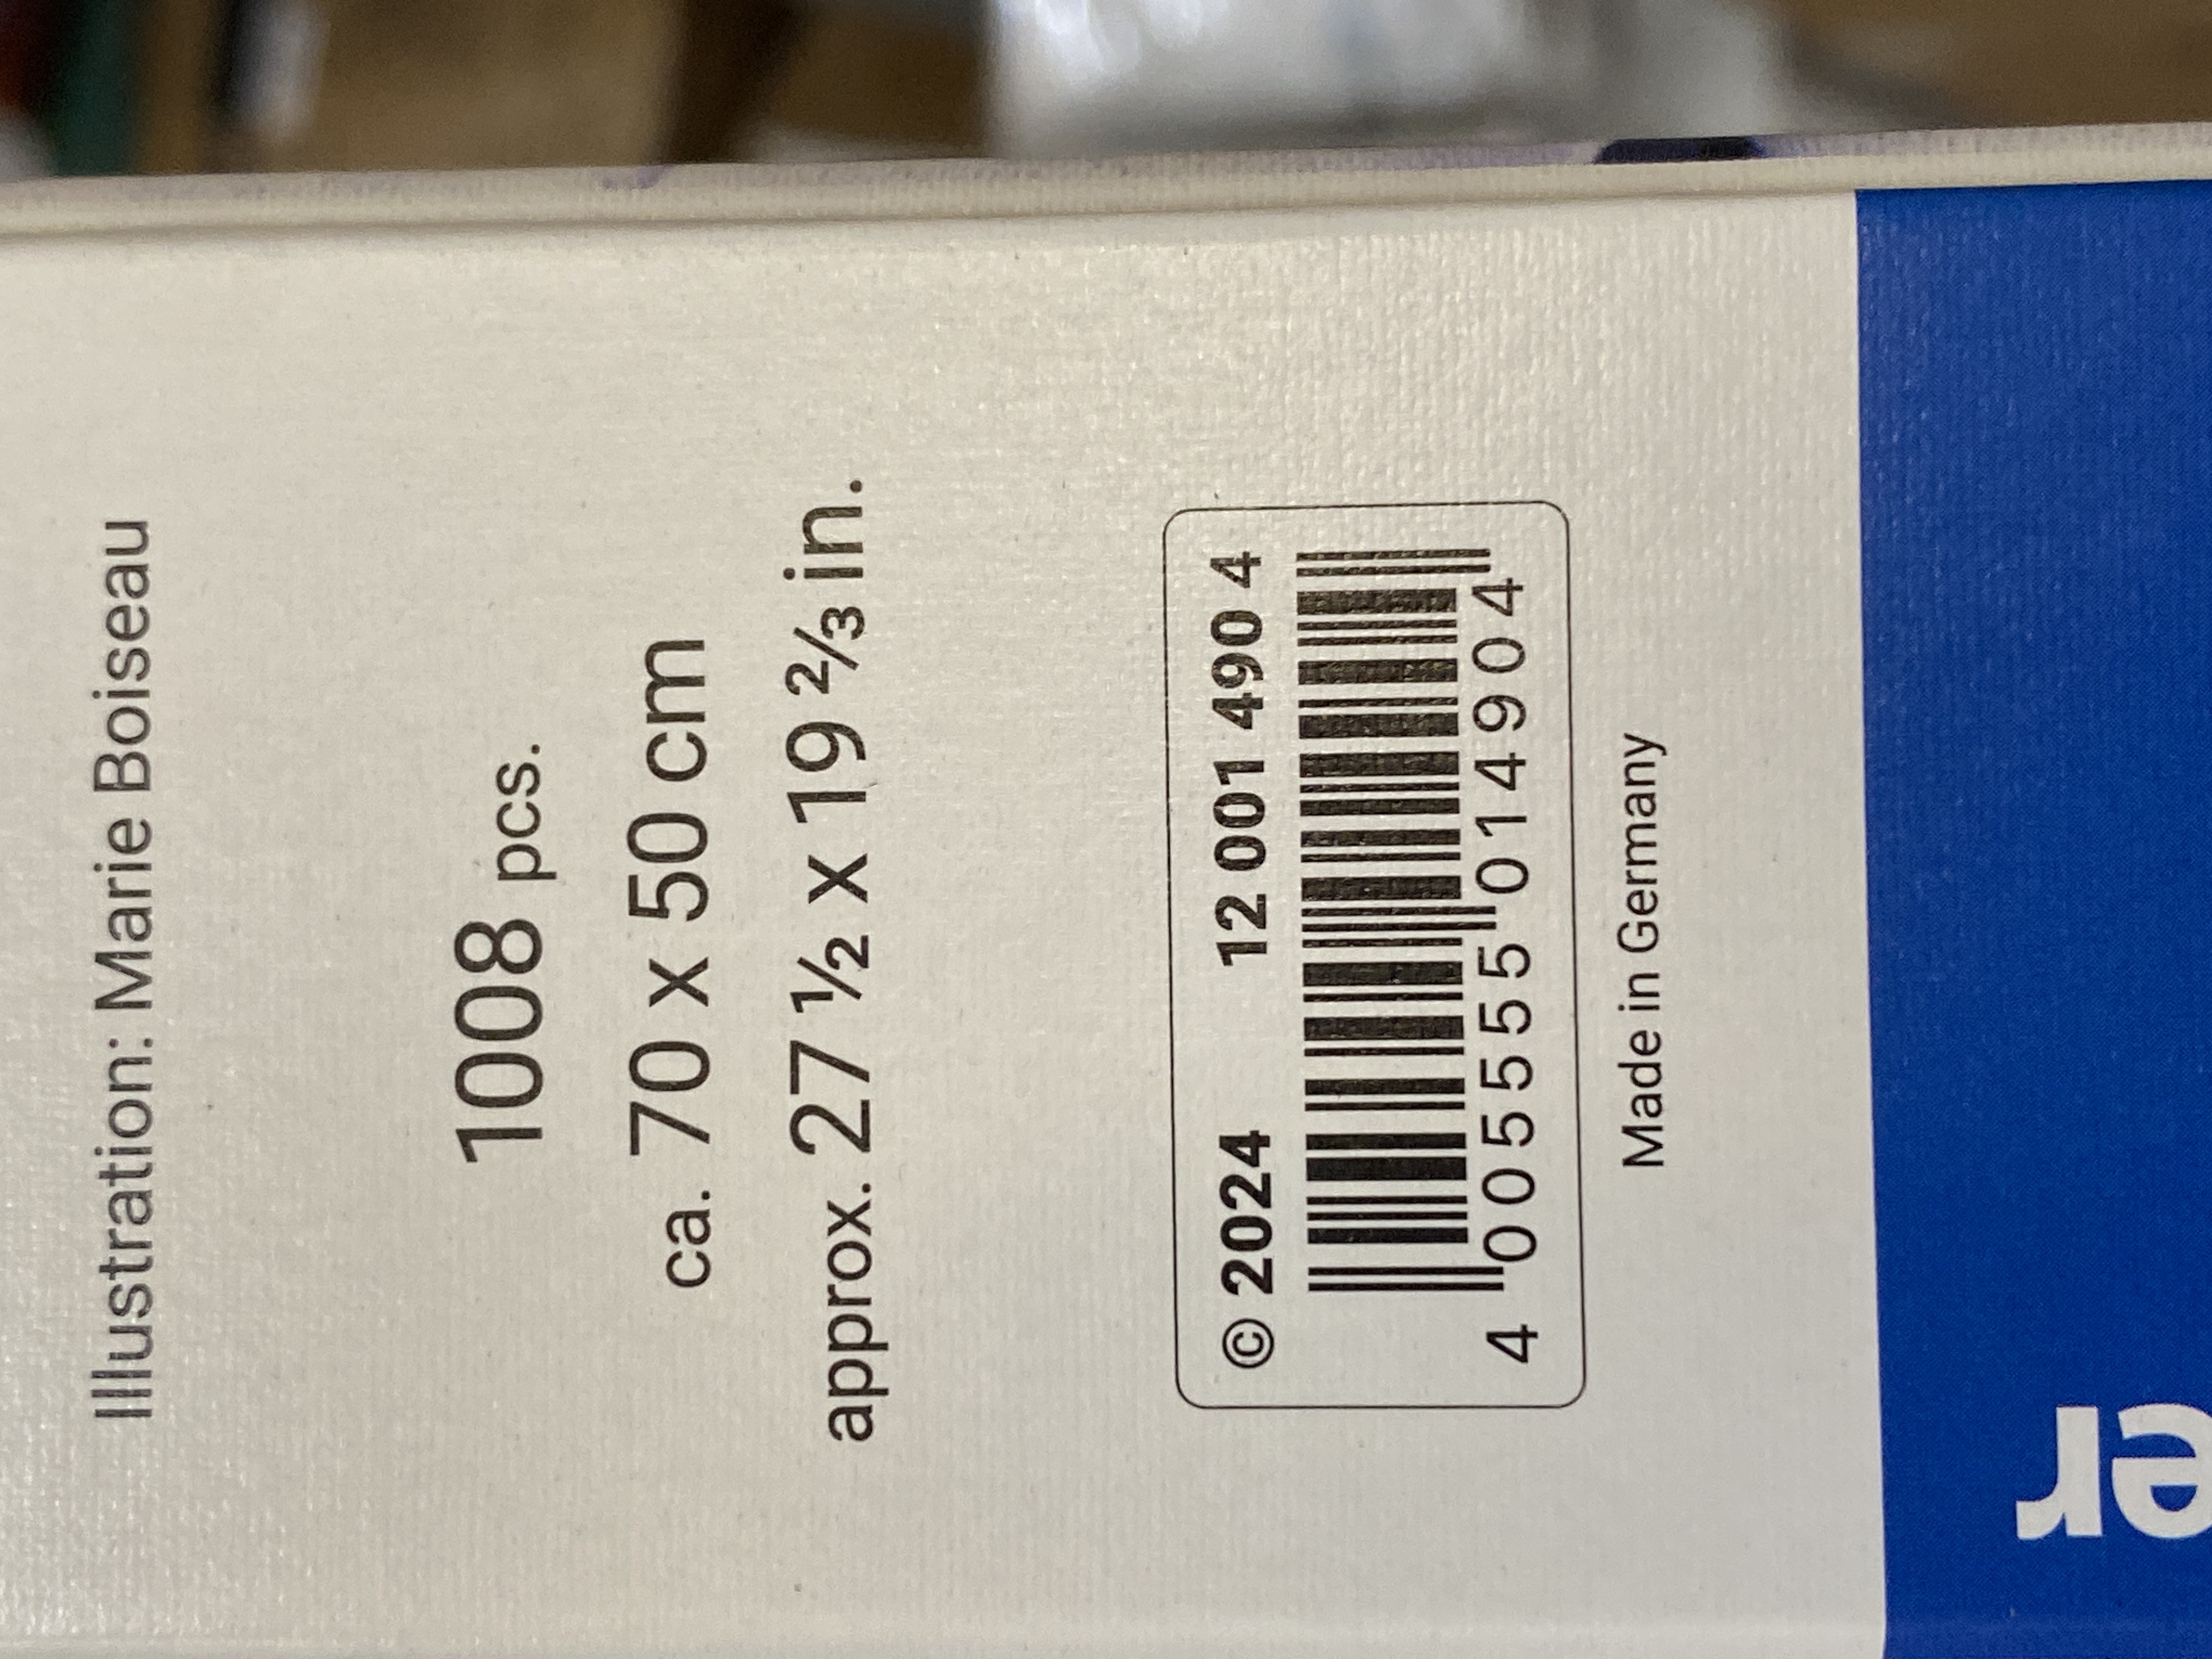 Illustration: Marie Boiseau
1008 pcs.
ca. 70 x 50 cm
approx. 27 ½ x 19 ⅔ in.
© 2024 12 001 490 4
4 005555 014904
Made in Germany
er